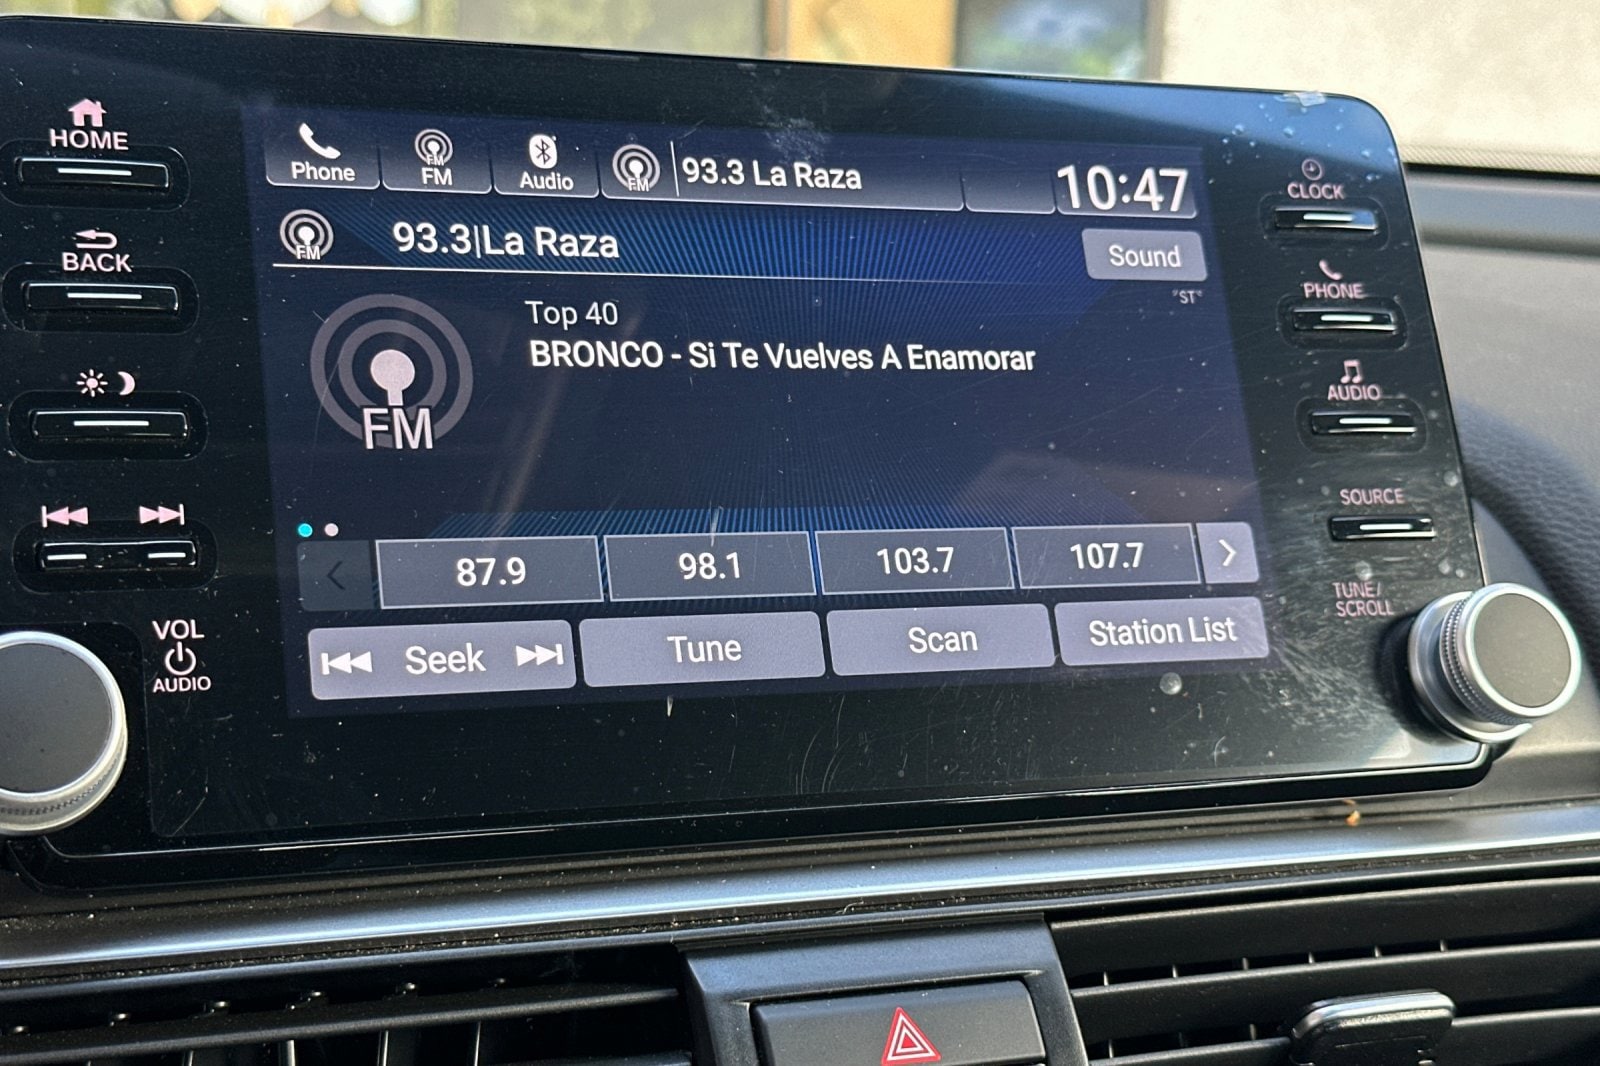 HOME
BACK
VOL
AUDIO
Phone
FM
Audio
FM
93.3 La Raza
10:47
FM
93.3|La Raza
Sound
"ST"
FM
Top 40
BRONCO - Si Te Vuelves A Enamorar
87.9
98.1
103.7
107.7
Seek
Tune
Scan
Station List
CLOCK
PHONE
AUDIO
SOURCE
TUNE/
SCROLL